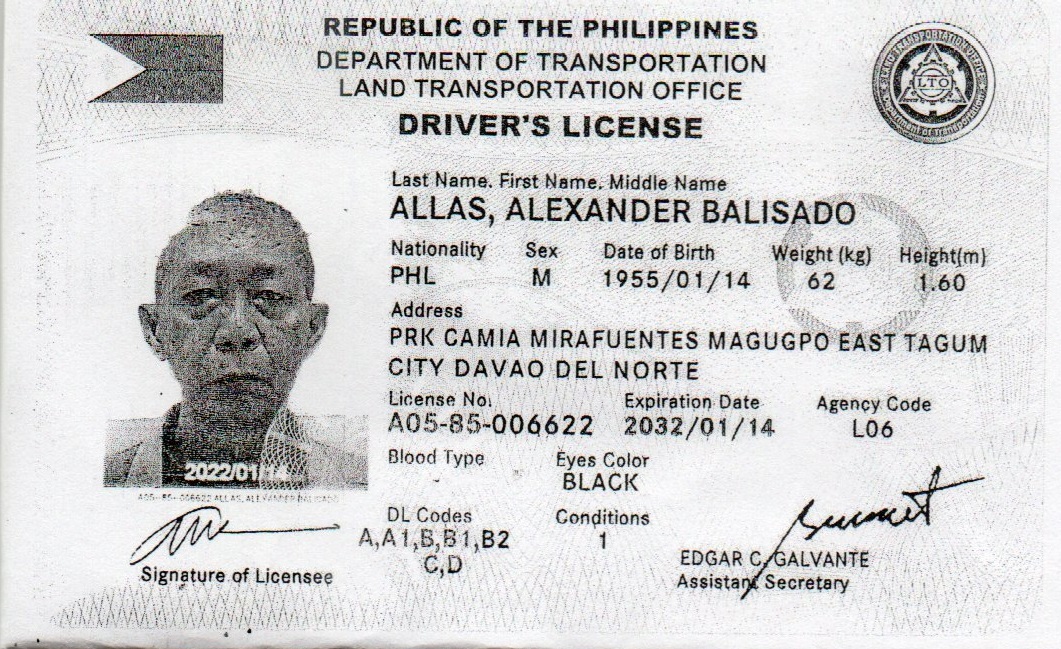 REPUBLIC OF THE PHILIPPINES
DEPARTMENT OF TRANSPORTATION
LAND TRANSPORTATION OFFICE
DRIVER'S LICENSE
LTO
Last Name. First Name. Middle Name
ALLAS, ALEXANDER BALISADO
Nationality Sex Date of Birth Weight (kg) Height(m)
PHL M 1955/01/14 62 1.60
Address
PRK CAMIA MIRAFUENTES MAGUGPO EAST TAGUM
CITY DAVAO DEL NORTE
License No. Expiration Date Agency Code
A05-85-006622 2032/01/14 L06
Blood Type Eyes Color
BLACK
DL Codes Conditions
A,A1,B,B1,B2 1
C,D
2022/01/14
A05-85-006622 ALLAS, ALEXANDER BALISADO
Signature of Licensee
EDGAR C. GALVANTE
Assistant Secretary